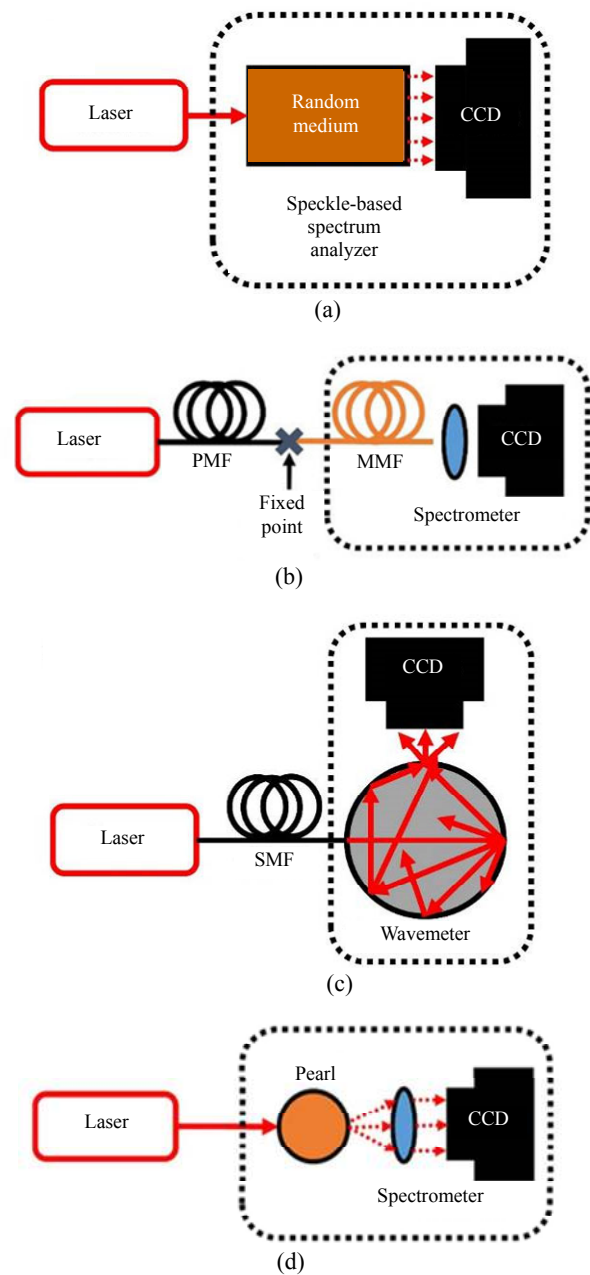 Laser
Random
medium
CCD
Speckle-based
spectrum
analyzer
(a)
Laser
PMF
MMF
CCD
Fixed
point
Spectrometer
(b)
CCD
Laser
SMF
Wavemeter
(c)
Pearl
Laser
CCD
Spectrometer
(d)